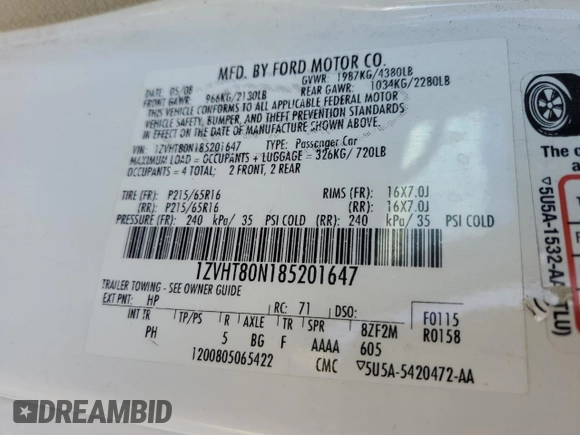 MFD. BY FORD MOTOR CO.
DATE: 05/08 GVWR: 1987KG/4380LB
FRONT GAWR: 966KG/2130LB REAR GAWR: 1034KG/2280LB
THIS VEHICLE CONFORMS TO ALL APPLICABLE FEDERAL MOTOR
VEHICLE SAFETY, BUMPER, AND THEFT PREVENTION STANDARDS
IN EFFECT ON THE DATE OF MANUFACTURE SHOWN ABOVE.
VIN: 1ZVHT80N185201647 TYPE: Passenger Car
MAXIMUM LOAD = OCCUPANTS + LUGGAGE = 326KG/ 720LB
OCCUPANTS = 4 TOTAL; 2 FRONT, 2 REAR
TIRE (FR): P215/65R16 RIMS (FR): 16X7.0J
(RR): P215/65R16 (RR): 16X7.0J
PRESSURE (FR): 240 kPa/ 35 PSI COLD (RR): 240 kPa/ 35 PSI COLD
1ZVHT80N185201647
TRAILER TOWING - SEE OWNER GUIDE
EXT PNT: HP RC: 71 DSO: F0115
INT TR TP/PS R AXLE TR SPR 8ZF2M R0158
PH 5 BG F AAAA 605
1200805065422 CMC ▽5U5A-5420472-AA
The c
a
▽5U5A-1532-AA
TLU)
DREAMBID